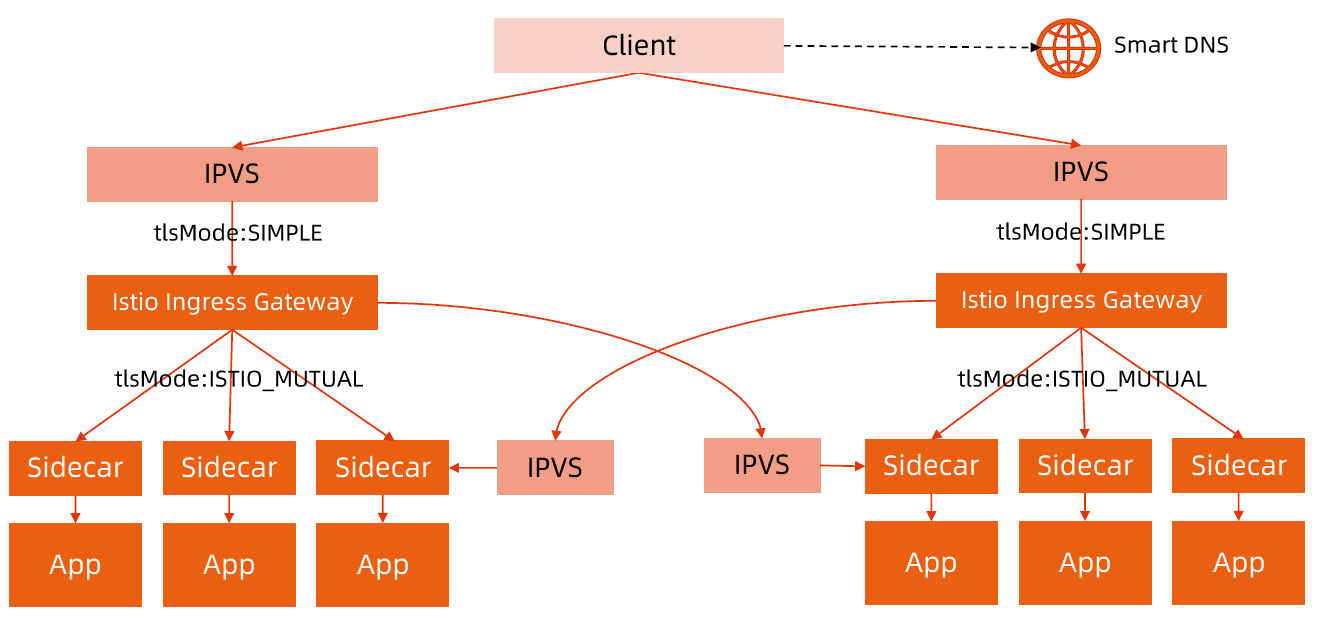 Client
Smart DNS
IPVS
IPVS
tlsMode:SIMPLE
tlsMode:SIMPLE
Istio Ingress Gateway
Istio Ingress Gateway
tlsMode:ISTIO_MUTUAL
tlsMode:ISTIO_MUTUAL
Sidecar
Sidecar
Sidecar
IPVS
IPVS
Sidecar
Sidecar
Sidecar
App
App
App
App
App
App